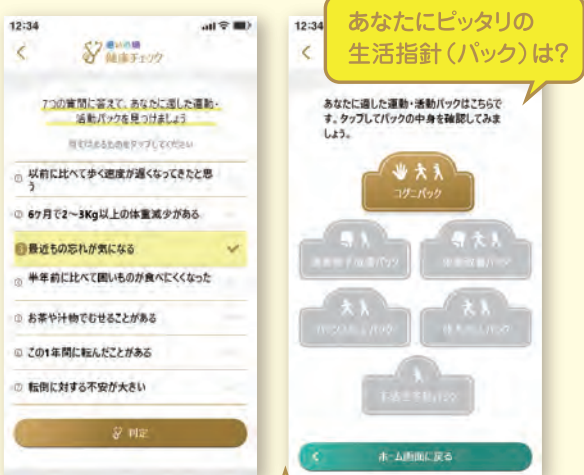 12:34
健康チェック
7つの質問に答えて、あなたに適した運動・
活動パックを見つけましょう
以前に比べて歩く速度が遅くなってきたと思
う
6ヶ月で2〜3Kg以上の体重減少がある
最近もの忘れが気になる
半年前に比べて固いものが食べにくくなった
お茶や汁物でむせることがある
この1年間に転んだことがある
転倒に対する不安が大きい
判定
12:34
あなたにピッタリの
生活指針(パック)は?
あなたに適した運動・活動パックはこちらで
す。タップしてパックの中身を確認してみま
しょう。
コグニパック
ホーム画面に戻る